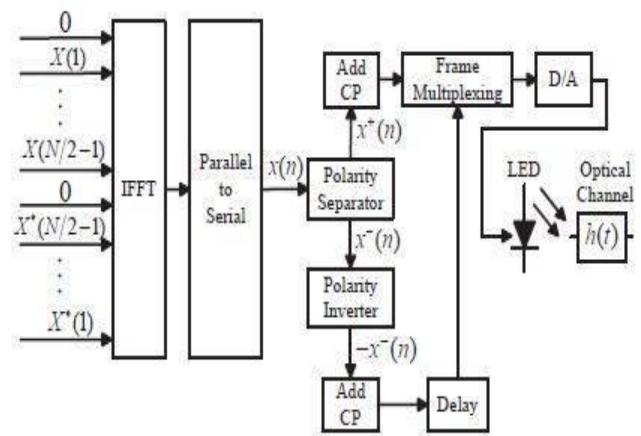 0
X(1)
.
.
.
.
X(N/2−1)
0
X*(N/2−1)
.
.
.
.
X*(1)
IFFT
Parallel
to
Serial
x(n)
Add
CP
x⁺(n)
Polarity
Separator
x⁻(n)
Polarity
Inverter
−x⁻(n)
Add
CP
Delay
Frame
Multiplexing
D/A
LED
Optical
Channel
h(t)